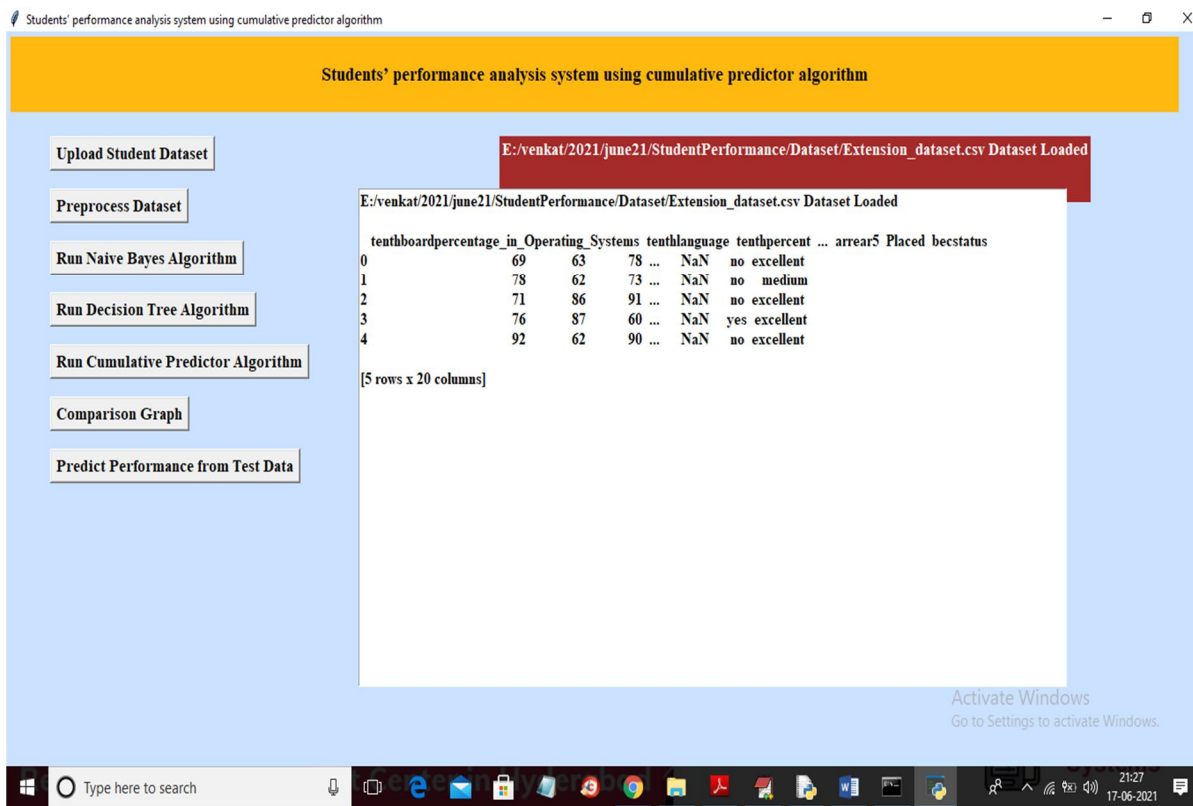 Students' performance analysis system using cumulative predictor algorithm
Students' performance analysis system using cumulative predictor algorithm
Upload Student Dataset
Preprocess Dataset
Run Naive Bayes Algorithm
Run Decision Tree Algorithm
Run Cumulative Predictor Algorithm
Comparison Graph
Predict Performance from Test Data
E:/venkat/2021/june21/StudentPerformance/Dataset/Extension_dataset.csv Dataset Loaded
E:/venkat/2021/june21/StudentPerformance/Dataset/Extension_dataset.csv Dataset Loaded
tenthboardpercentage_in_Operating_Systems tenthlanguage tenthpercent ... arrear5 Placed becstatus
0 69 63 78 ... NaN no excellent
1 78 62 73 ... NaN no medium
2 71 86 91 ... NaN no excellent
3 76 87 60 ... NaN yes excellent
4 92 62 90 ... NaN no excellent
[5 rows x 20 columns]
Activate Windows
Go to Settings to activate Windows.
Type here to search
21:27
17-06-2021